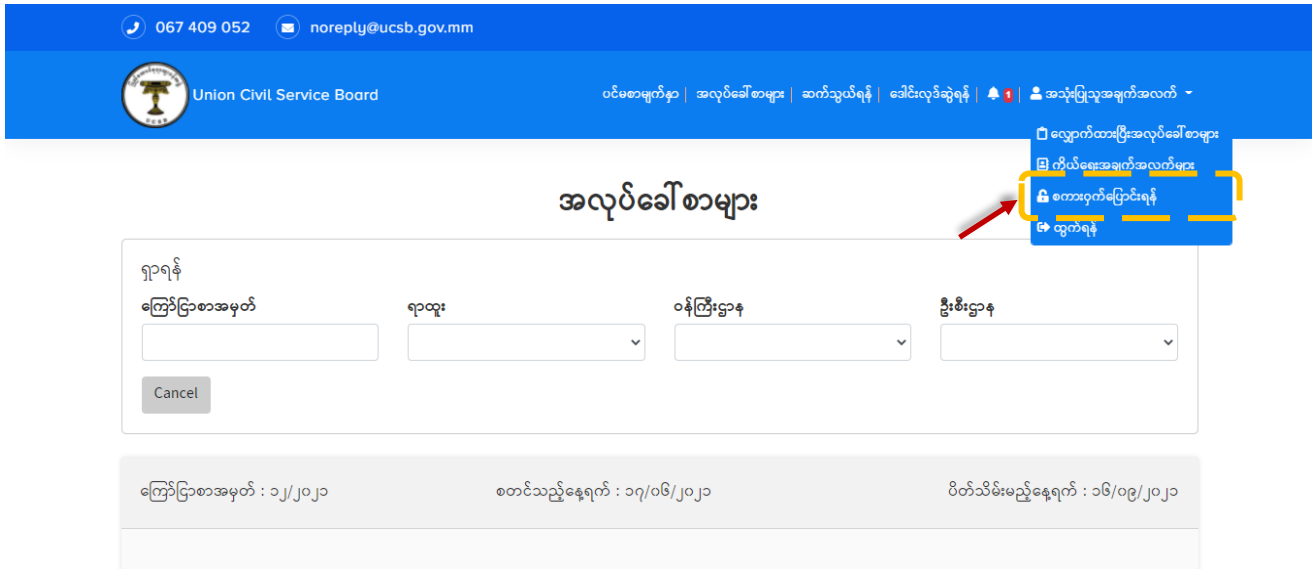 067 409 052 noreply@ucsb.gov.mm
Union Civil Service Board
ပင်မစာမျက်နှာ | အလုပ်ခေါ်စာများ | ဆက်သွယ်ရန် | ဒေါင်းလုဒ်ဆွဲရန် | 1 | အသုံးပြုသူအချက်အလက်
လျှောက်ထားပြီးအလုပ်ခေါ်စာများ
ကိုယ်ရေးအချက်အလက်များ
စကားဝှက်ပြောင်းရန်
ထွက်ရန်
အလုပ်ခေါ်စာများ
ရှာရန်
ကြော်ငြာစာအမှတ် ရာထူး ဝန်ကြီးဌာန ဦးစီးဌာန
Cancel
ကြော်ငြာစာအမှတ် : ၁၂/၂၀၂၁ စတင်သည့်နေ့ရက် : ၁၇/၀၆/၂၀၂၁ ပိတ်သိမ်းမည့်နေ့ရက် : ၁၆/၀၉/၂၀၂၁